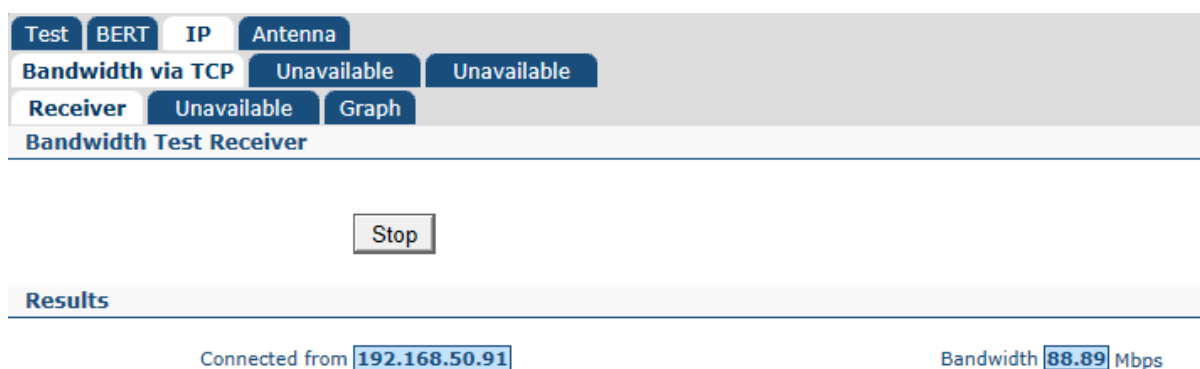 Test BERT IP Antenna
Bandwidth via TCP Unavailable Unavailable
Receiver Unavailable Graph
Bandwidth Test Receiver
Stop
Results
Connected from 192.168.50.91 Bandwidth 88.89 Mbps